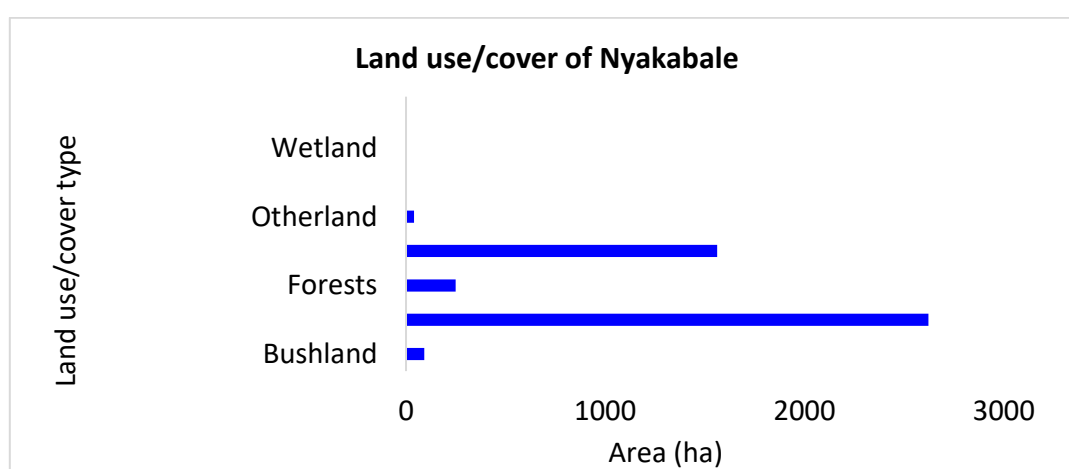 Land use/cover of Nyakabale
Land use/cover type
Wetland
Otherland
Forests
Bushland
0 1000 2000 3000
Area (ha)